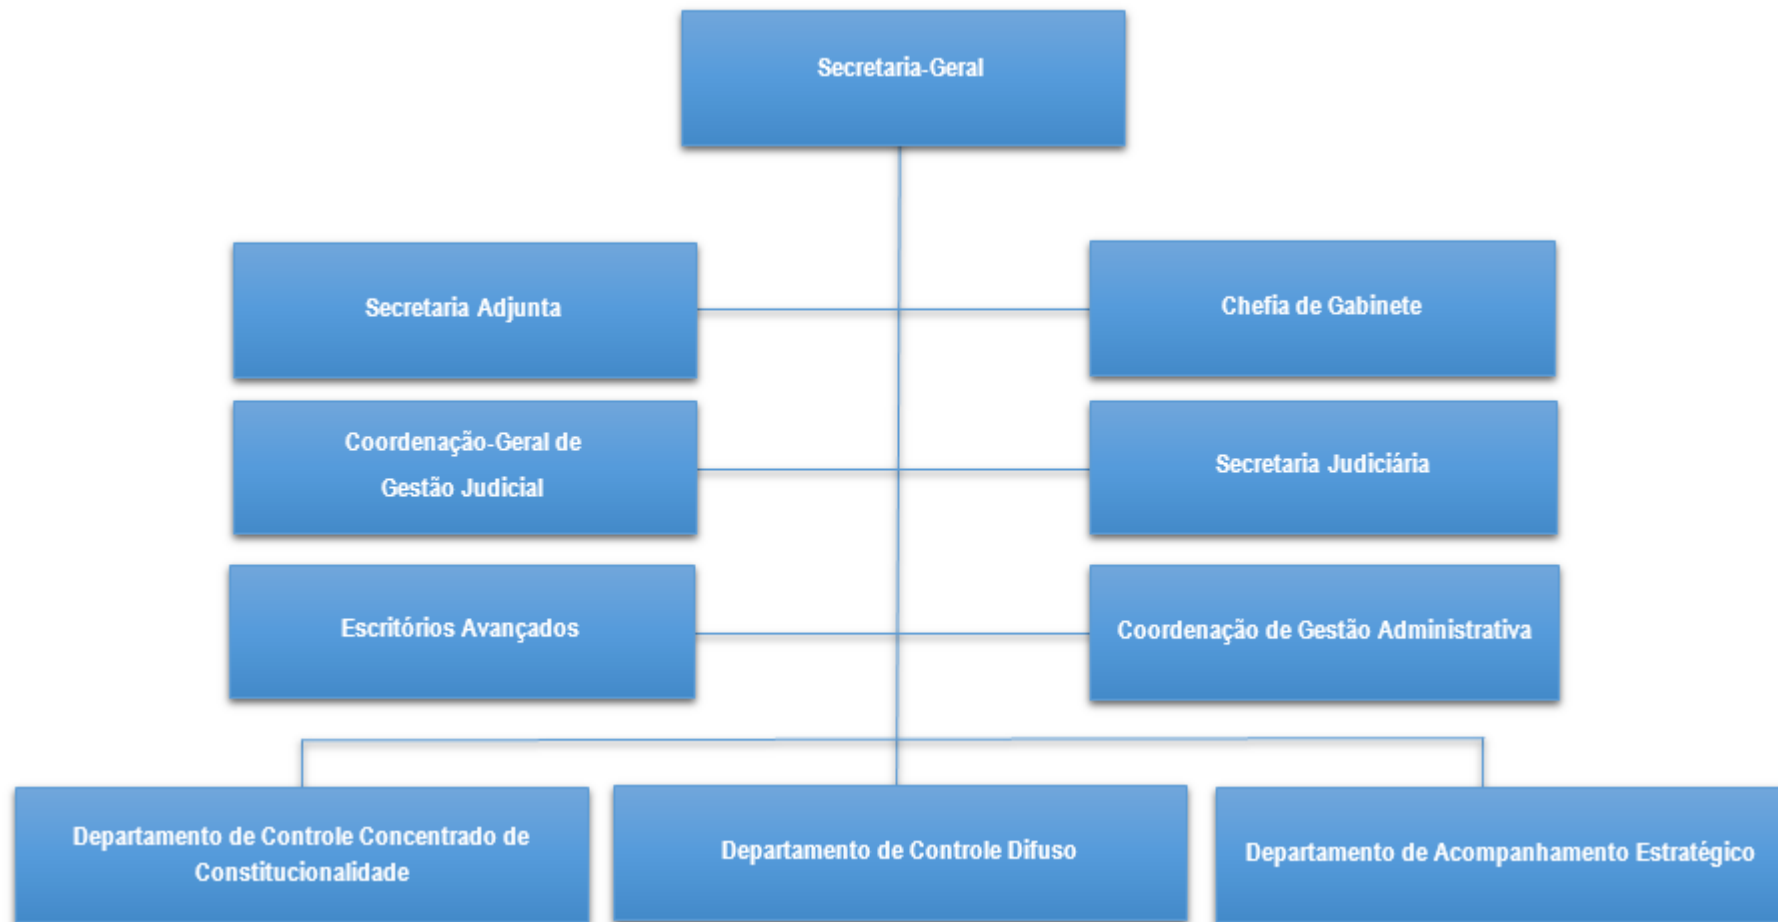 Secretaria-Geral
Secretaria Adjunta
Chefia de Gabinete
Coordenação-Geral de
Gestão Judicial
Secretaria Judiciária
Escritórios Avançados
Coordenação de Gestão Administrativa
Departamento de Controle Concentrado de
Constitucionalidade
Departamento de Controle Difuso
Departamento de Acompanhamento Estratégico